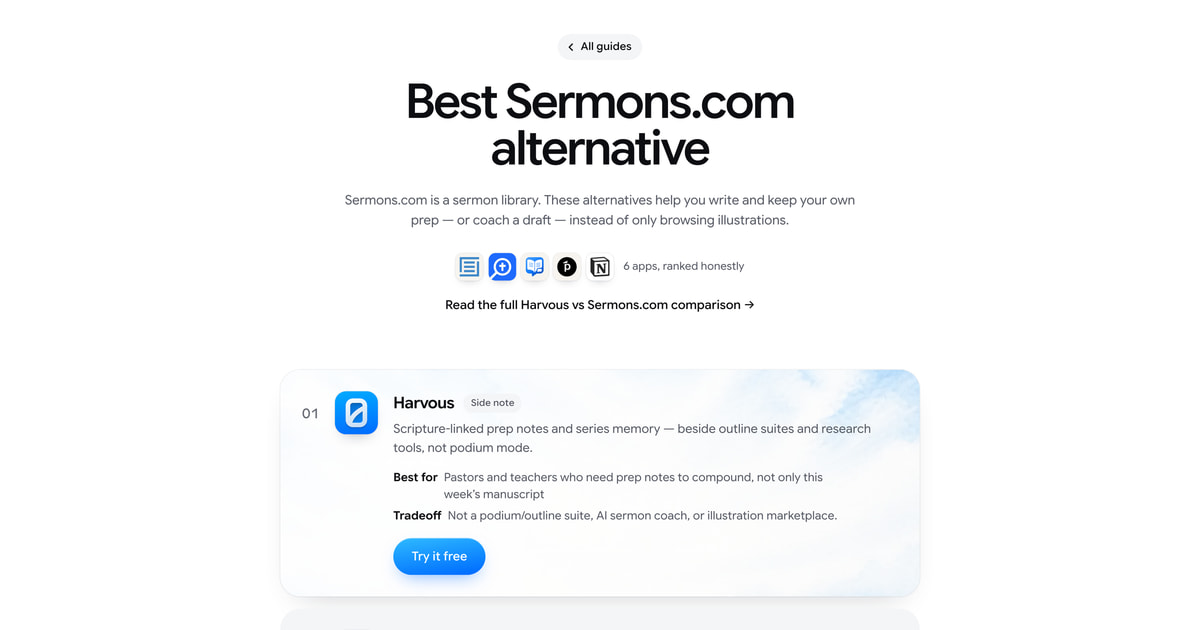 All guides
Best Sermons.com
alternative
Sermons.com is a sermon library. These alternatives help you write and keep your own
prep — or coach a draft — instead of only browsing illustrations.
6 apps, ranked honestly
Read the full Harvous vs Sermons.com comparison →
01
Harvous Side note
Scripture-linked prep notes and series memory — beside outline suites and research
tools, not podium mode.
Best for Pastors and teachers who need prep notes to compound, not only this
week’s manuscript
Tradeoff Not a podium/outline suite, AI sermon coach, or illustration marketplace.
Try it free